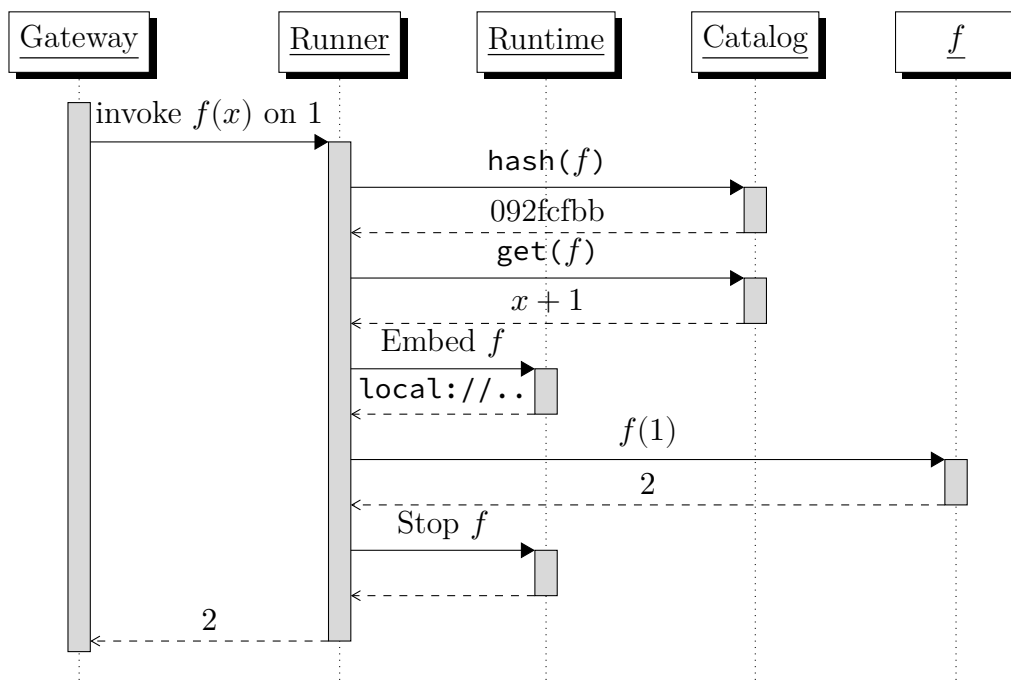 Gateway
Runner
Runtime
Catalog
f
invoke f(x) on 1
hash(f)
092fcfbb
get(f)
x + 1
Embed f
local://..
f(1)
2
Stop f
2